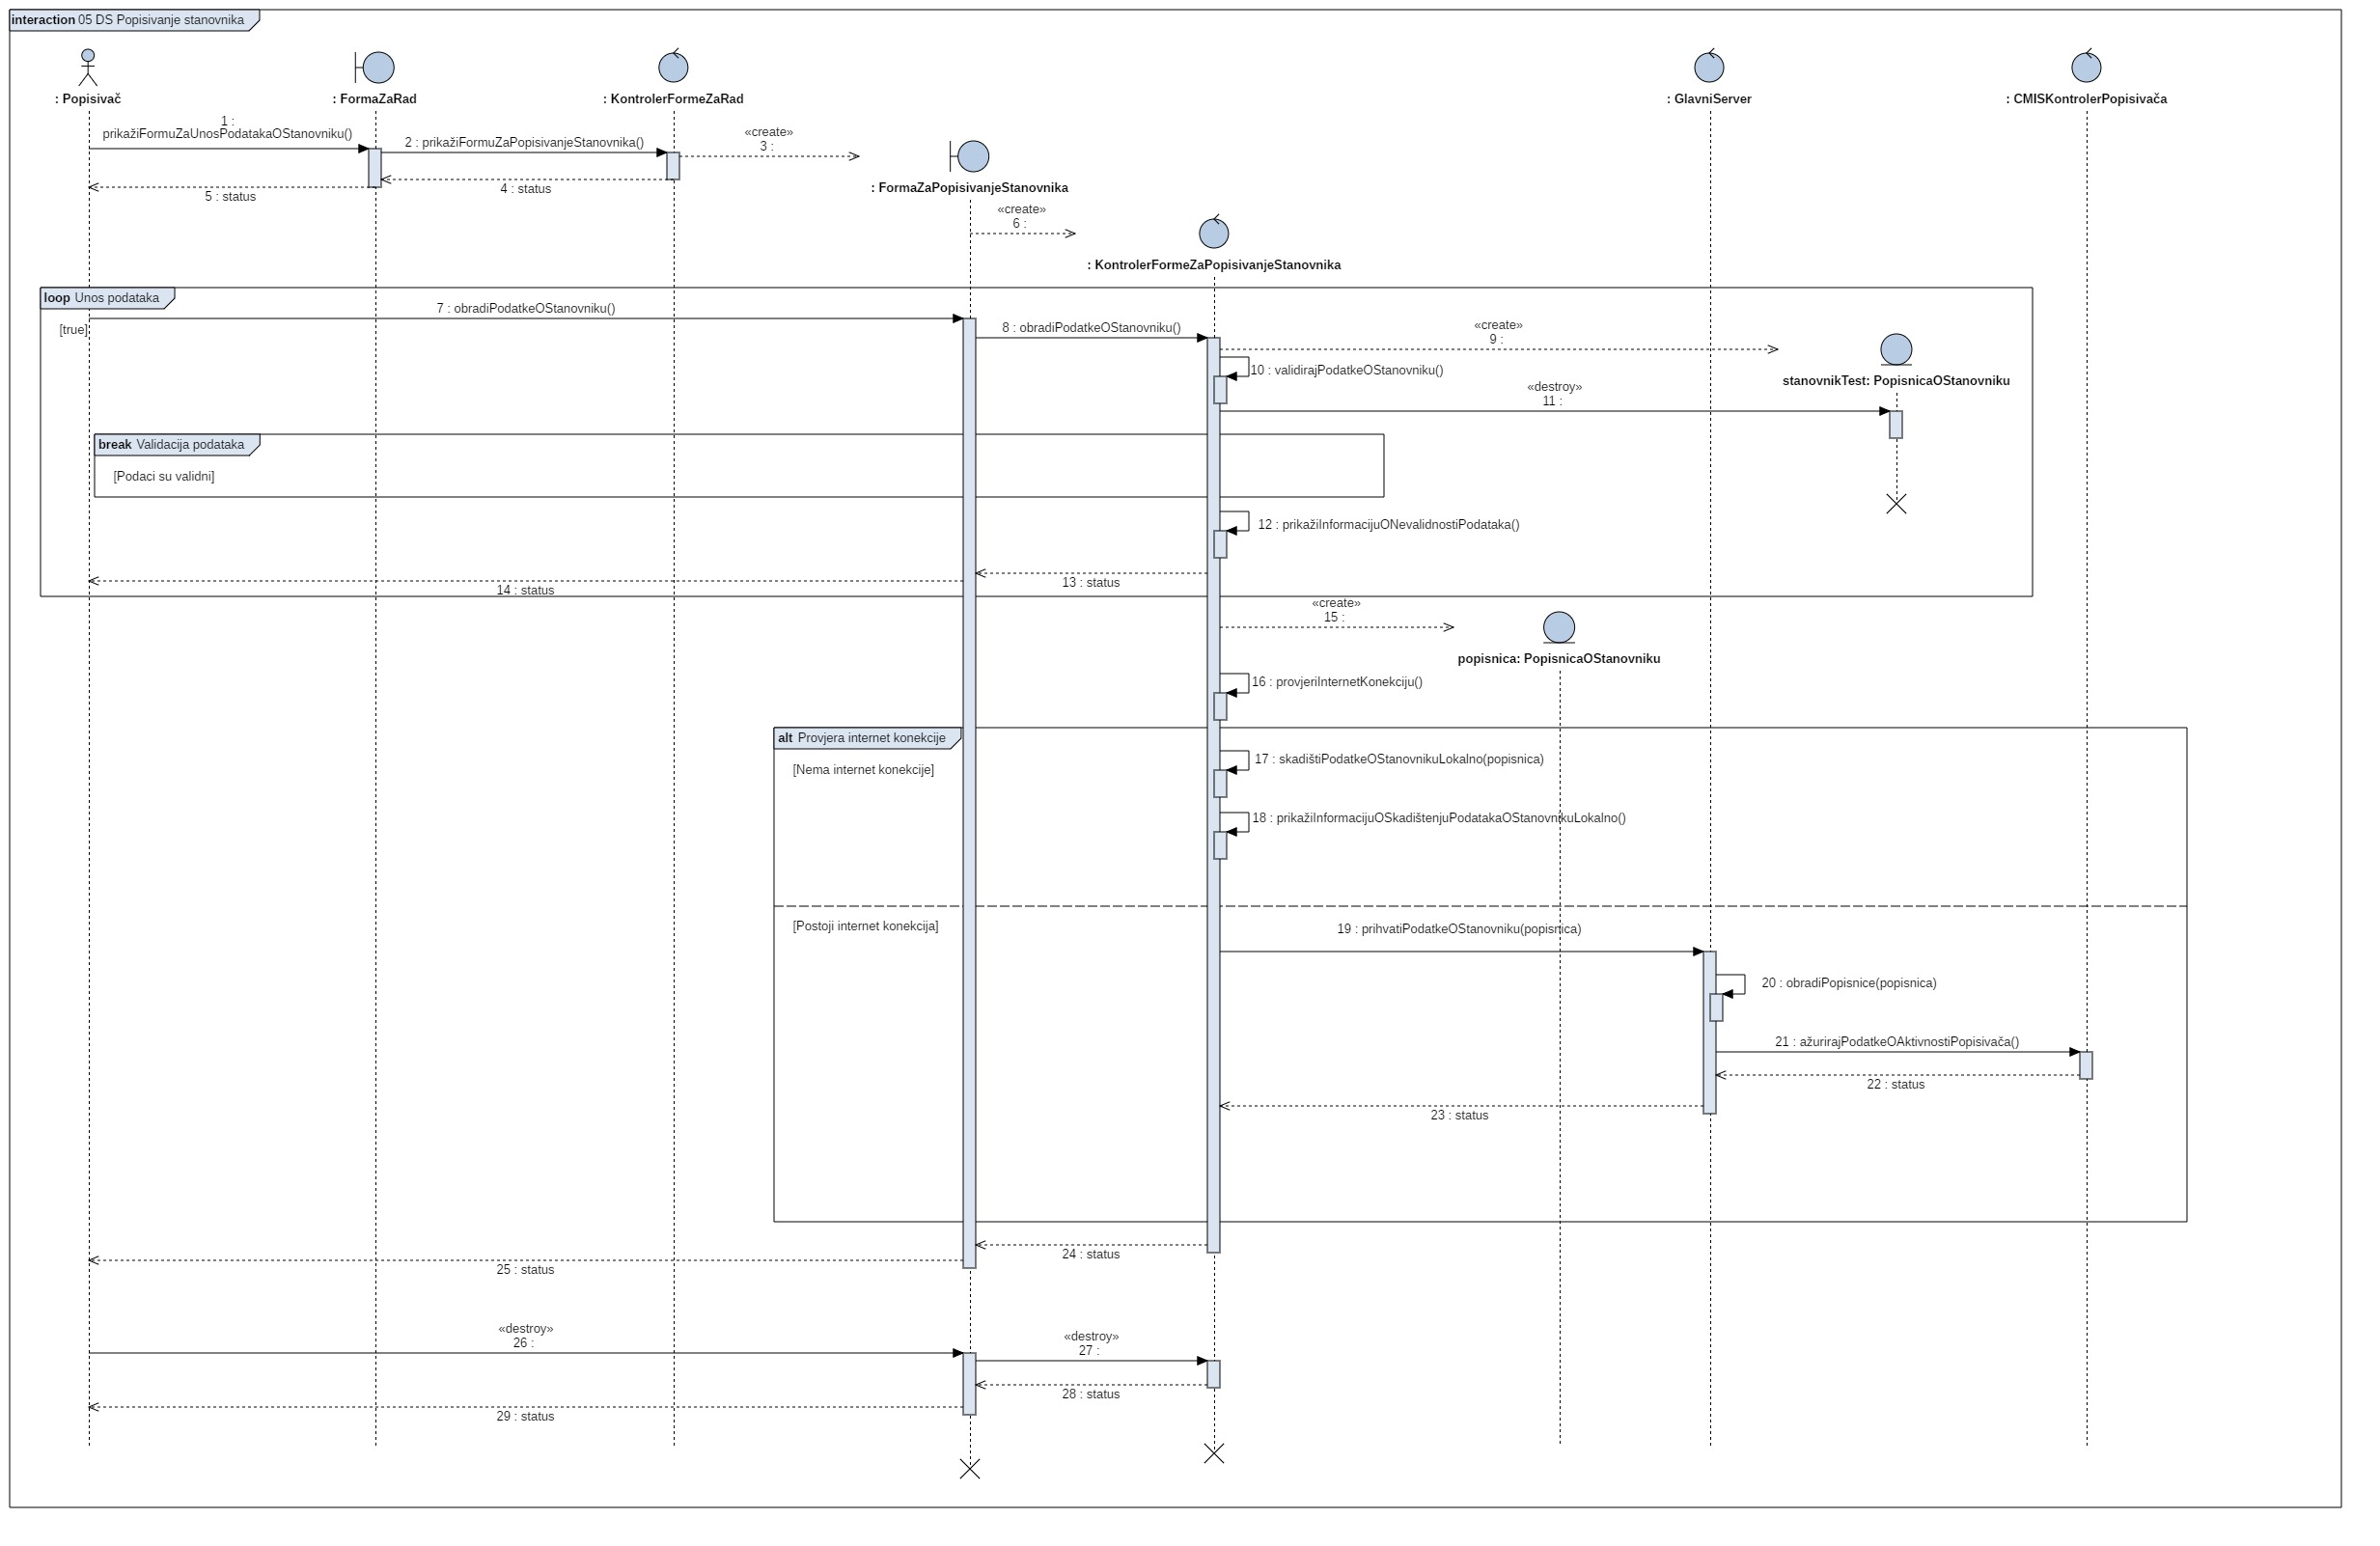 interaction 05 DS Popisivanje stanovnika
: Popisivač
: FormaZaRad
: KontrolerFormeZaRad
: GlavniServer
: CMISKontrolerPopisivača
1 :
prikažiFormuZaUnosPodatakaOStanovniku()
2 : prikažiFormuZaPopisivanjeStanovnika()
«create»
3 :
4 : status
5 : status
: FormaZaPopisivanjeStanovnika
«create»
6 :
: KontrolerFormeZaPopisivanjeStanovnika
loop Unos podataka
[true]
7 : obradiPodatkeOStanovniku()
8 : obradiPodatkeOStanovniku()
«create»
9 :
10 : validirajPodatkeOStanovniku()
stanovnikTest: PopisnicaOStanovniku
«destroy»
11 :
break Validacija podataka
[Podaci su validni]
12 : prikažiInformacijuONevalidnostiPodataka()
13 : status
14 : status
«create»
15 :
popisnica: PopisnicaOStanovniku
16 : provjeriInternetKonekciju()
alt Provjera internet konekcije
[Nema internet konekcije]
17 : skadištiPodatkeOStanovnikuLokalno(popisnica)
18 : prikažiInformacijuOSkadištenjuPodatakaOStanovnikuLokalno()
[Postoji internet konekcija]
19 : prihvatiPodatkeOStanovniku(popisnica)
20 : obradiPopisnice(popisnica)
21 : ažurirajPodatkeOAktivnostiPopisivača()
22 : status
23 : status
24 : status
25 : status
«destroy»
26 :
«destroy»
27 :
28 : status
29 : status